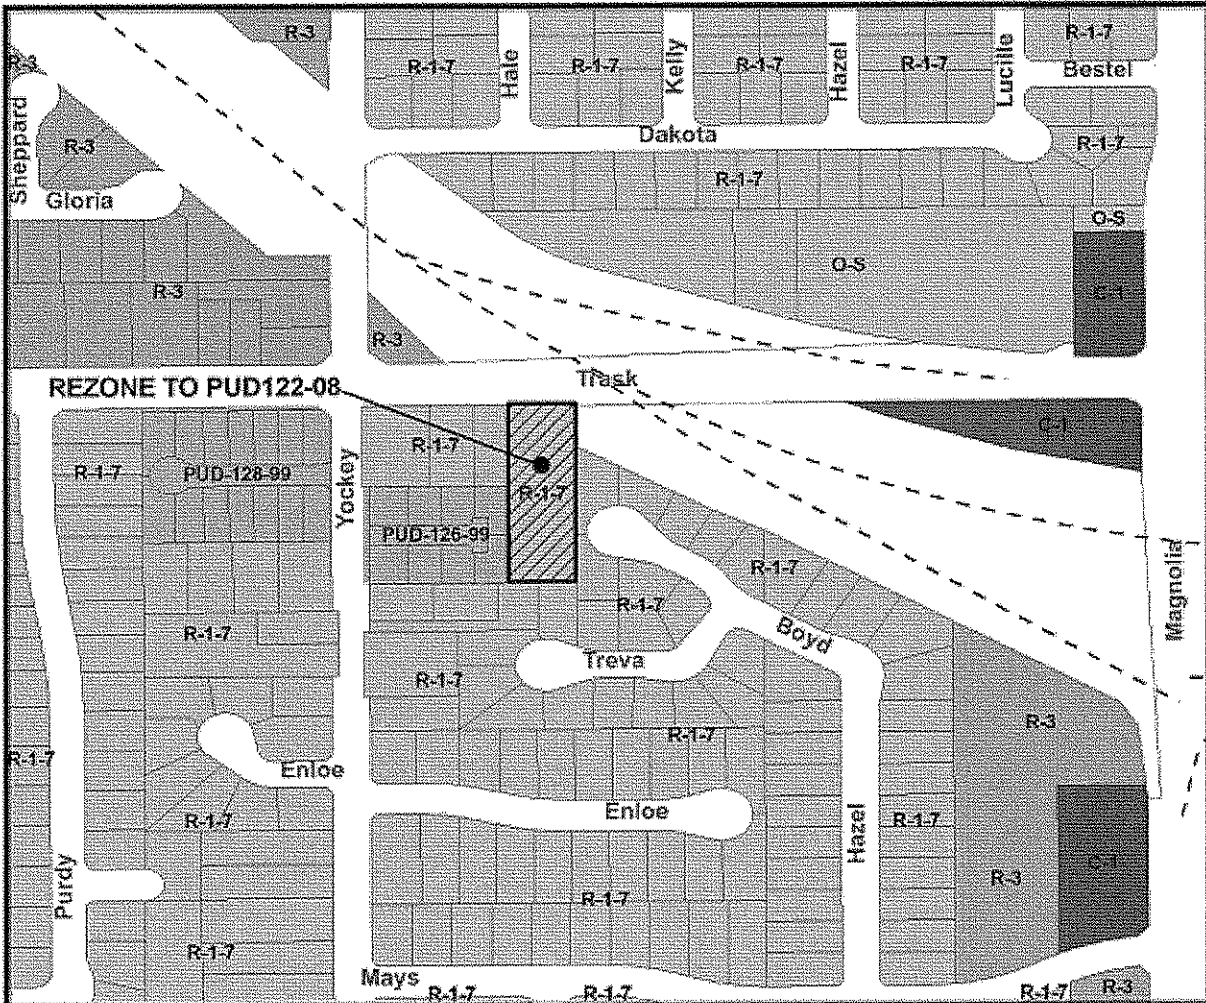 R-3
R-1-7
Hale
R-1-7
Kelly
R-1-7
Hazel
R-1-7
Lucille
R-1-7
Bestel
R-3
Sheppard
R-3
Gloria
Dakota
R-1-7
R-1-7
O-S
O-S
C-1
R-3
R-3
Trask
REZONE TO PUD122-08
C-1
R-1-7
PUD-128-99
Yockey
R-1-7
R-1-7
PUD-126-99
R-1-7
R-1-7
Magnolia
R-1-7
Boyd
Treva
R-1-7
R-1-7
R-3
R-1-7
Enloe
Enloe
R-1-7
Hazel
R-1-7
Purdy
R-1-7
R-3
C-1
R-1-7
Mays
R-1-7
R-1-7
R-1-7
R-3